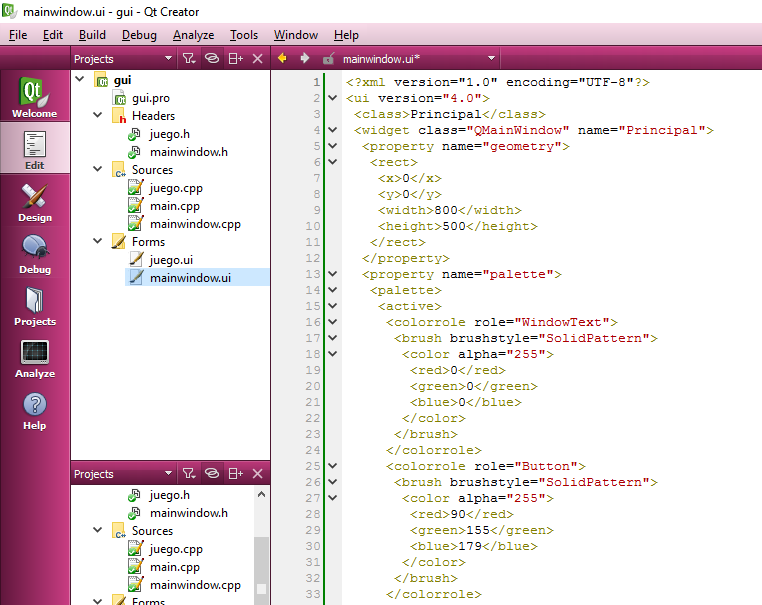 mainwindow.ui - gui - Qt Creator
File Edit Build Debug Analyze Tools Window Help
Projects
mainwindow.ui*
Qt
Welcome
Edit
Design
Debug
Projects
Analyze
Help
gui
gui.pro
Headers
juego.h
mainwindow.h
Sources
juego.cpp
main.cpp
mainwindow.cpp
Forms
juego.ui
mainwindow.ui
Projects
juego.h
mainwindow.h
Sources
juego.cpp
main.cpp
mainwindow.cpp
Forms
1 <?xml version="1.0" encoding="UTF-8"?>
2 <ui version="4.0">
3 <class>Principal</class>
4 <widget class="QMainWindow" name="Principal">
5 <property name="geometry">
6 <rect>
7 <x>0</x>
8 <y>0</y>
9 <width>800</width>
10 <height>500</height>
11 </rect>
12 </property>
13 <property name="palette">
14 <palette>
15 <active>
16 <colorrole role="WindowText">
17 <brush brushstyle="SolidPattern">
18 <color alpha="255">
19 <red>0</red>
20 <green>0</green>
21 <blue>0</blue>
22 </color>
23 </brush>
24 </colorrole>
25 <colorrole role="Button">
26 <brush brushstyle="SolidPattern">
27 <color alpha="255">
28 <red>90</red>
29 <green>155</green>
30 <blue>179</blue>
31 </color>
32 </brush>
33 </colorrole>